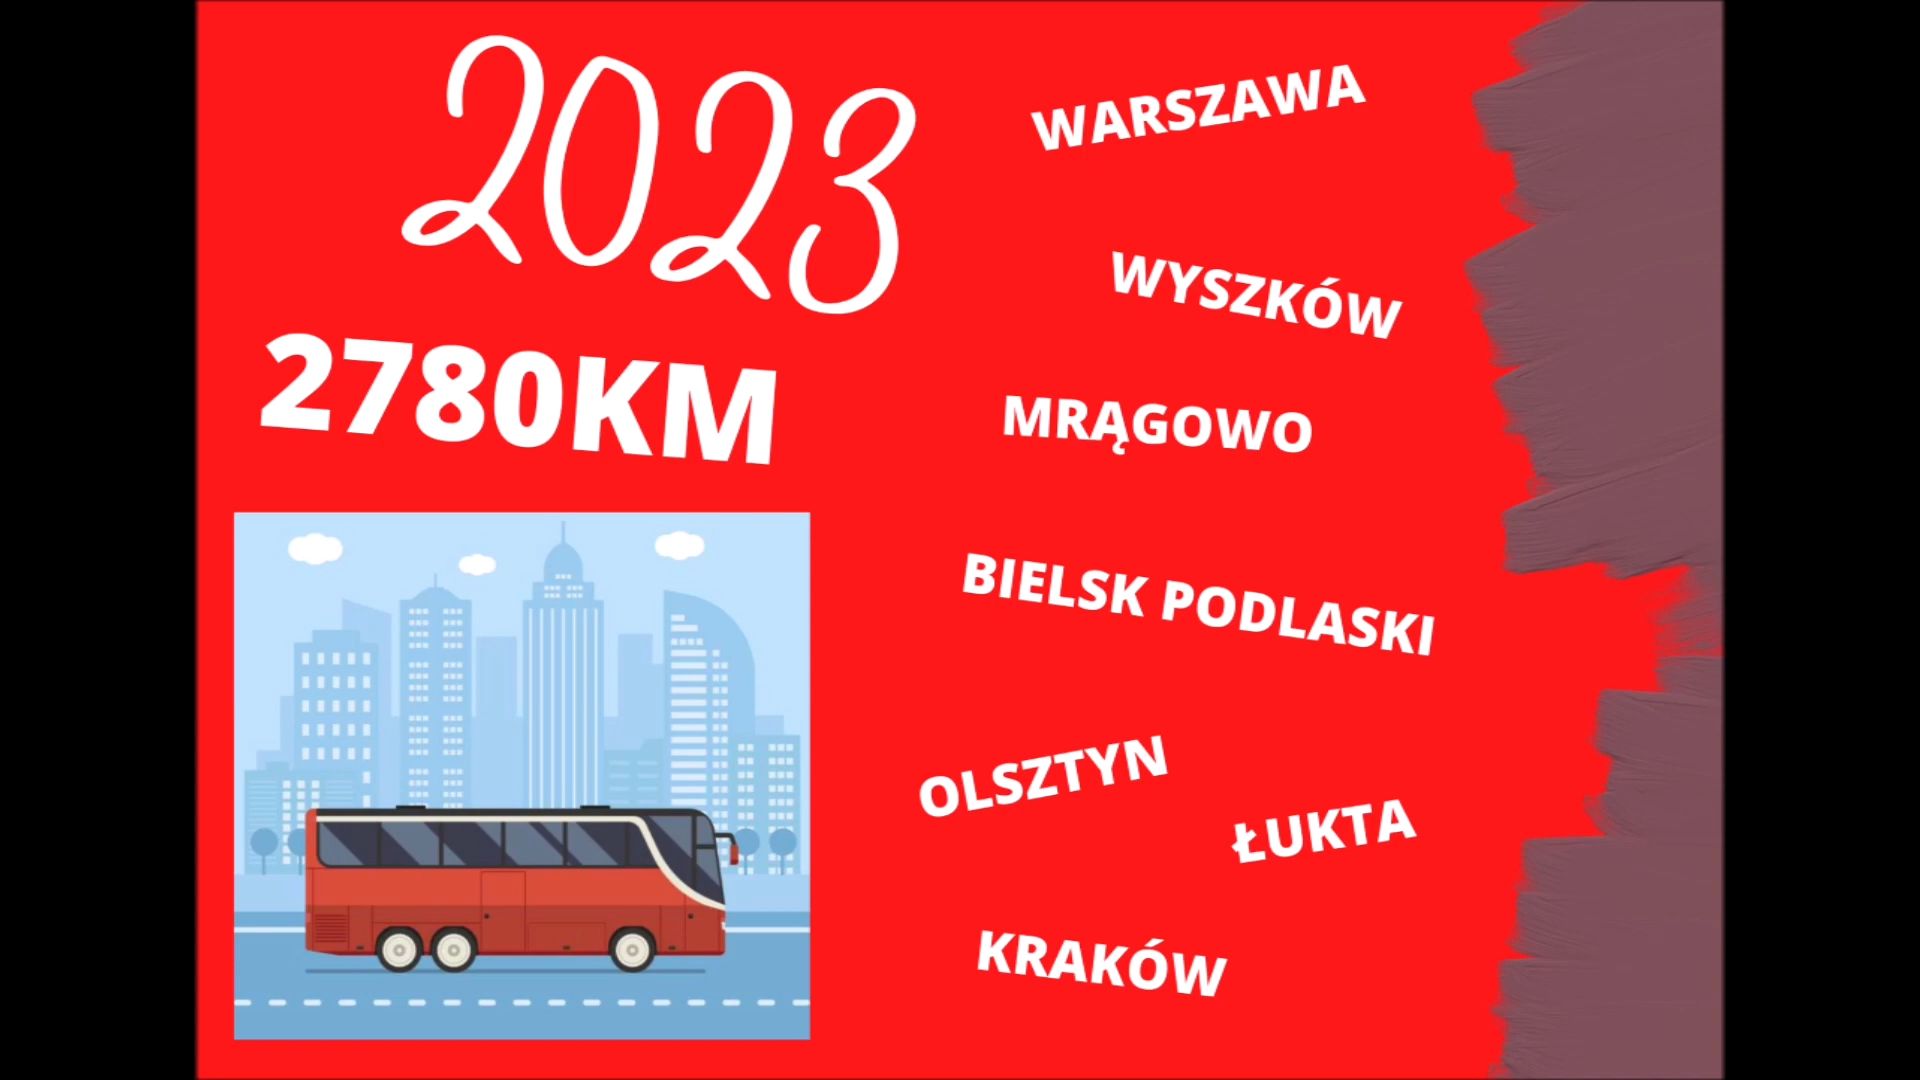 2023
2780KM
WARSZAWA
WYSZKÓW
MRĄGOWO
BIELSK PODLASKI
OLSZTYN
ŁUKTA
KRAKÓW